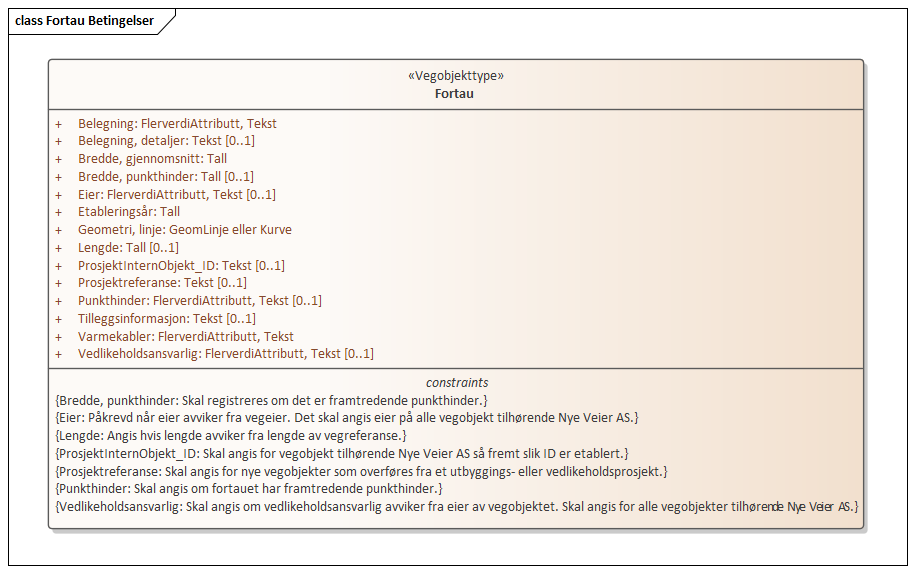 class Fortau Betingelser
«Vegobjekttype»
Fortau
+ Belegning: FlerverdiAttributt, Tekst
+ Belegning, detaljer: Tekst [0..1]
+ Bredde, gjennomsnitt: Tall
+ Bredde, punkthinder: Tall [0..1]
+ Eier: FlerverdiAttributt, Tekst [0..1]
+ Etableringsår: Tall
+ Geometri, linje: GeomLinje eller Kurve
+ Lengde: Tall [0..1]
+ ProsjektInternObjekt_ID: Tekst [0..1]
+ Prosjektreferanse: Tekst [0..1]
+ Punkthinder: FlerverdiAttributt, Tekst [0..1]
+ Tilleggsinformasjon: Tekst [0..1]
+ Varmekabler: FlerverdiAttributt, Tekst
+ Vedlikeholdsansvarlig: FlerverdiAttributt, Tekst [0..1]
constraints
{Bredde, punkthinder: Skal registreres om det er framtredende punkthinder.}
{Eier: Påkrevd når eier avviker fra vegeier. Det skal angis eier på alle vegobjekt tilhørende Nye Veier AS.}
{Lengde: Angis hvis lengde avviker fra lengde av vegreferanse.}
{ProsjektInternObjekt_ID: Skal angis for vegobjekt tilhørende Nye Veier AS så fremt slik ID er etablert.}
{Prosjektreferanse: Skal angis for nye vegobjekter som overføres fra et utbyggings- eller vedlikeholdsprosjekt.}
{Punkthinder: Skal angis om fortauet har framtredende punkthinder.}
{Vedlikeholdsansvarlig: Skal angis om vedlikeholdsansvarlig avviker fra eier av vegobjektet. Skal angis for alle vegobjekter tilhørende Nye Veier AS.}